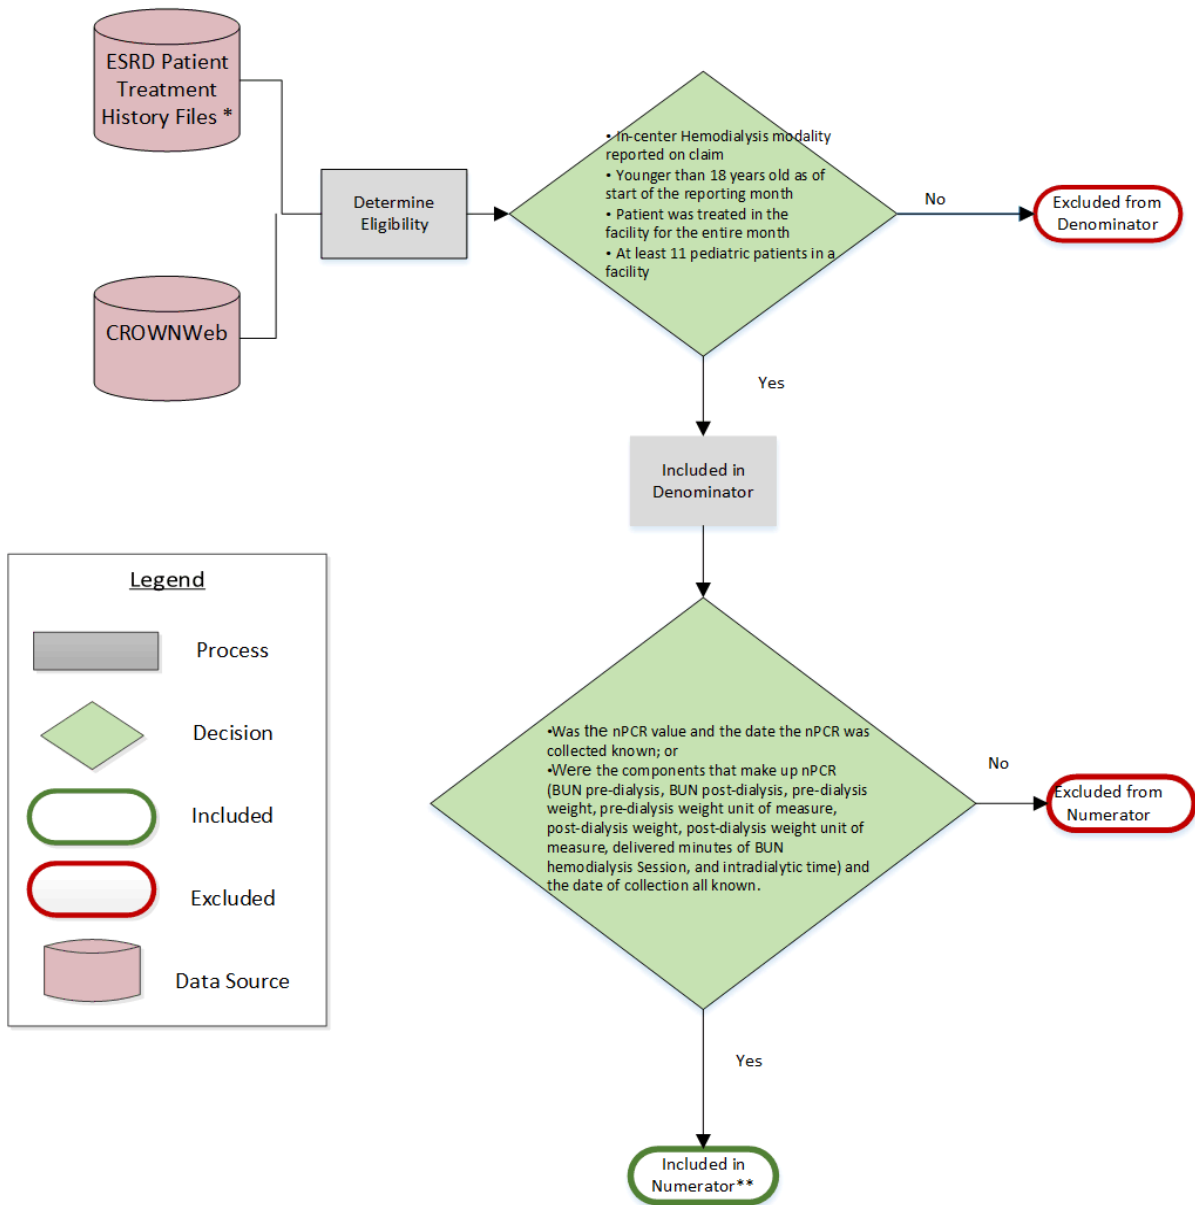 ESRD Patient
Treatment
History Files *
CROWNWeb
Determine
Eligibility
• In-center Hemodialysis modality
reported on claim
• Younger than 18 years old as of
start of the reporting month
• Patient was treated in the
facility for the entire month
• At least 11 pediatric patients in a
facility
No
Excluded from
Denominator
Yes
Included in
Denominator
•Was the nPCR value and the date the nPCR was
collected known; or
•Were the components that make up nPCR
(BUN pre-dialysis, BUN post-dialysis, pre-dialysis
weight, pre-dialysis weight unit of measure,
post-dialysis weight, post-dialysis weight unit of
measure, delivered minutes of BUN
hemodialysis Session, and intradialytic time) and
the date of collection all known.
No
Excluded from
Numerator
Yes
Included in
Numerator**
Legend
Process
Decision
Included
Excluded
Data Source